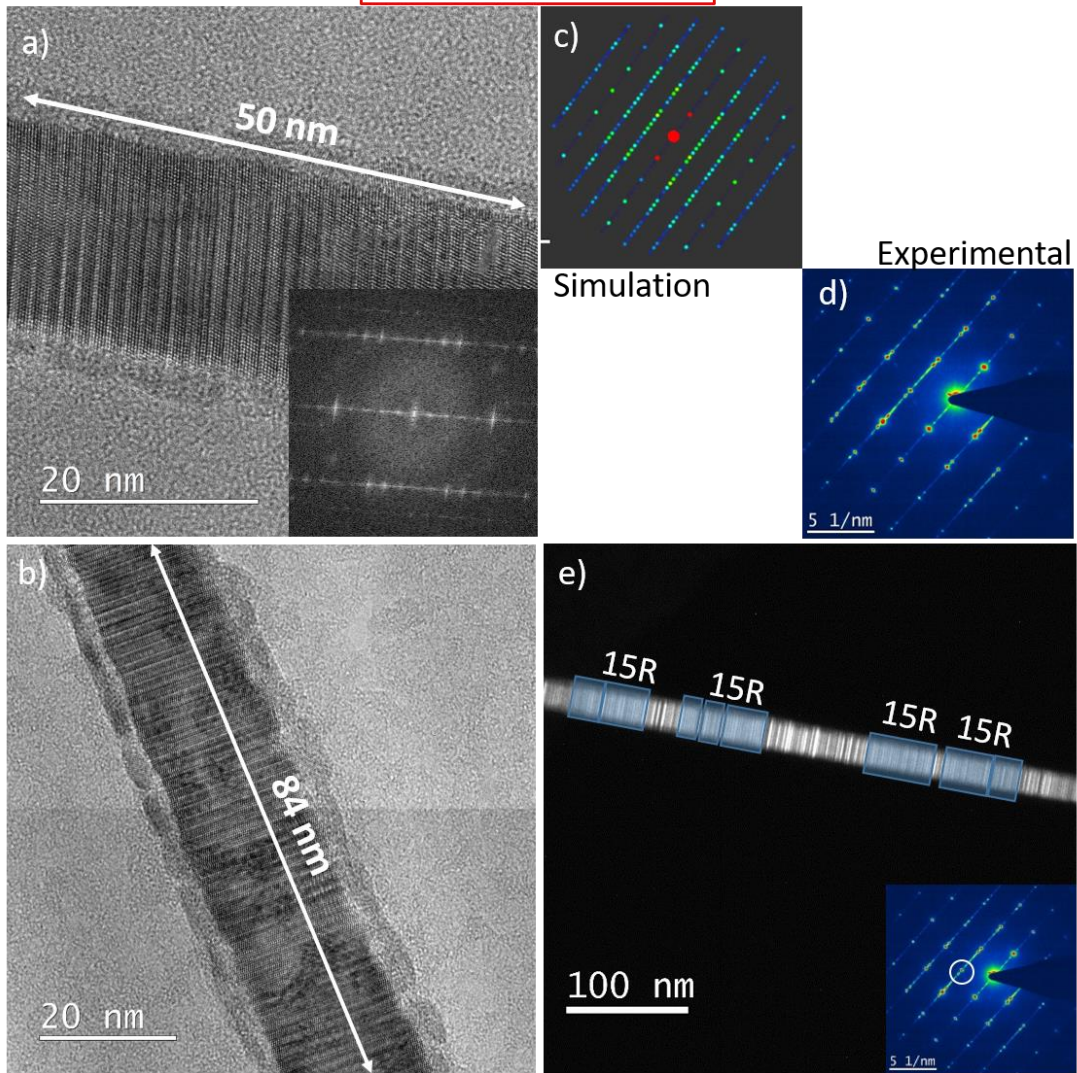 a)
50 nm
20 nm
c)
Simulation
Experimental
d)
5 1/nm
b)
84 nm
20 nm
e)
15R
15R
15R
15R
100 nm
5 1/nm